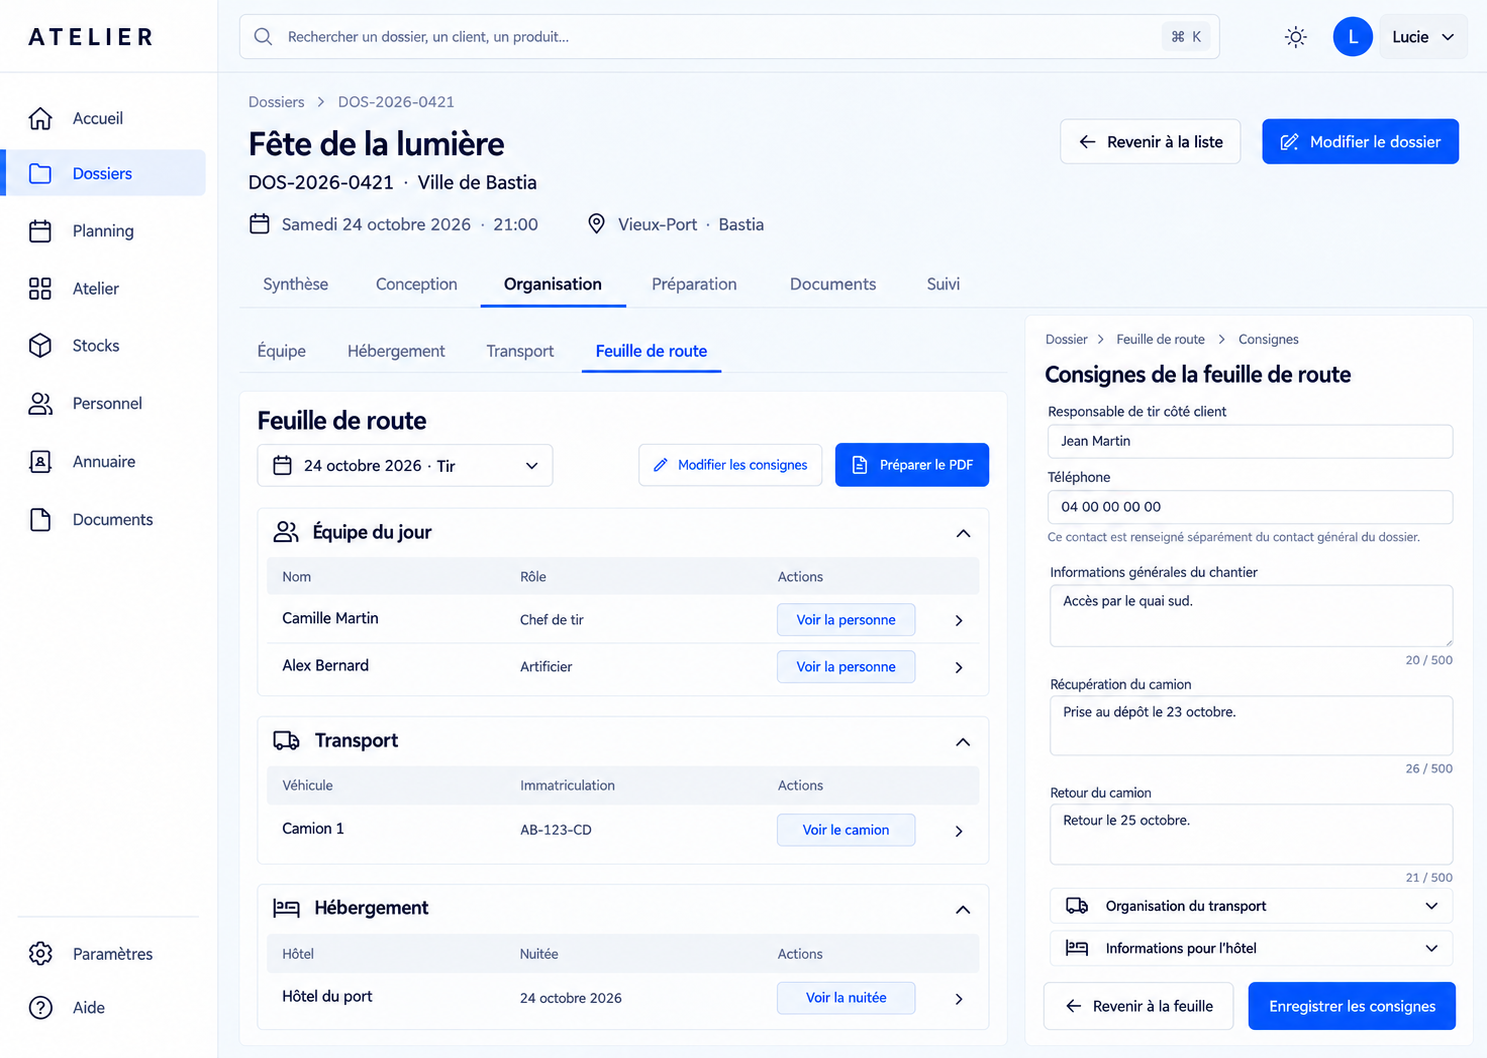 ATELIER
Rechercher un dossier, un client, un produit...
⌘ K
L
Lucie
Accueil
Dossiers
Planning
Atelier
Stocks
Personnel
Annuaire
Documents
Paramètres
Aide
Dossiers > DOS-2026-0421
Fête de la lumière
DOS-2026-0421 · Ville de Bastia
Samedi 24 octobre 2026 · 21:00
Vieux-Port · Bastia
Revenir à la liste
Modifier le dossier
Synthèse
Conception
Organisation
Préparation
Documents
Suivi
Équipe
Hébergement
Transport
Feuille de route
Feuille de route
24 octobre 2026 · Tir
Modifier les consignes
Préparer le PDF
Équipe du jour
Nom Rôle Actions
Camille Martin Chef de tir Voir la personne
Alex Bernard Artificier Voir la personne
Transport
Véhicule Immatriculation Actions
Camion 1 AB-123-CD Voir le camion
Hébergement
Hôtel Nuitée Actions
Hôtel du port 24 octobre 2026 Voir la nuitée
Dossier > Feuille de route > Consignes
Consignes de la feuille de route
Responsable de tir côté client
Jean Martin
Téléphone
04 00 00 00 00
Ce contact est renseigné séparément du contact général du dossier.
Informations générales du chantier
Accès par le quai sud.
20 / 500
Récupération du camion
Prise au dépôt le 23 octobre.
26 / 500
Retour du camion
Retour le 25 octobre.
21 / 500
Organisation du transport
Informations pour l'hôtel
Revenir à la feuille
Enregistrer les consignes